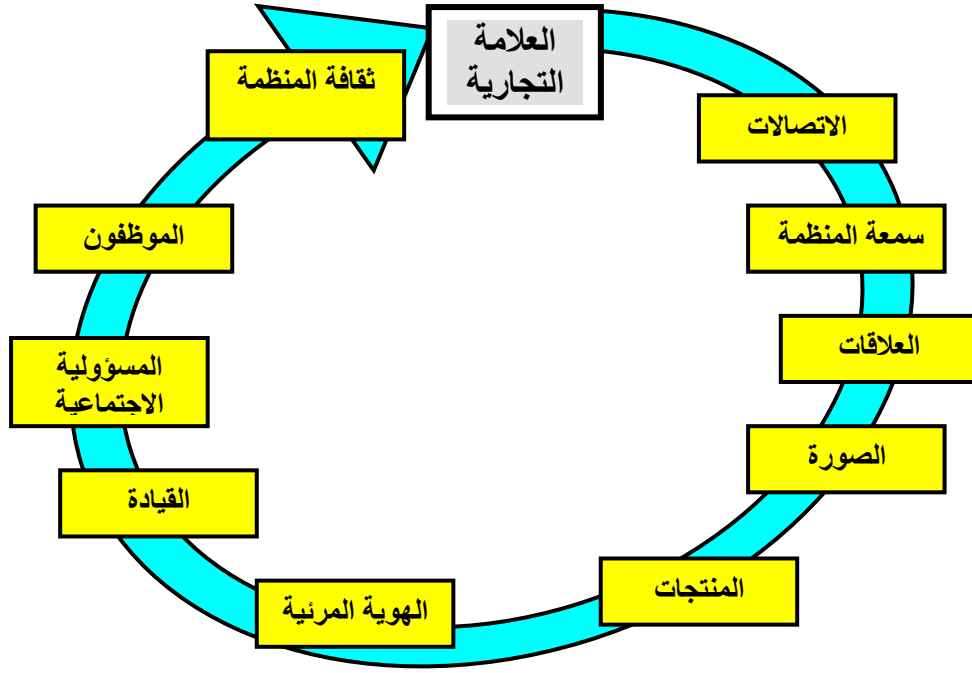 العلامة
التجارية
الاتصالات
سمعة المنظمة
العلاقات
الصورة
المنتجات
الهوية المرئية
القيادة
المسؤولية
الاجتماعية
الموظفون
ثقافة المنظمة